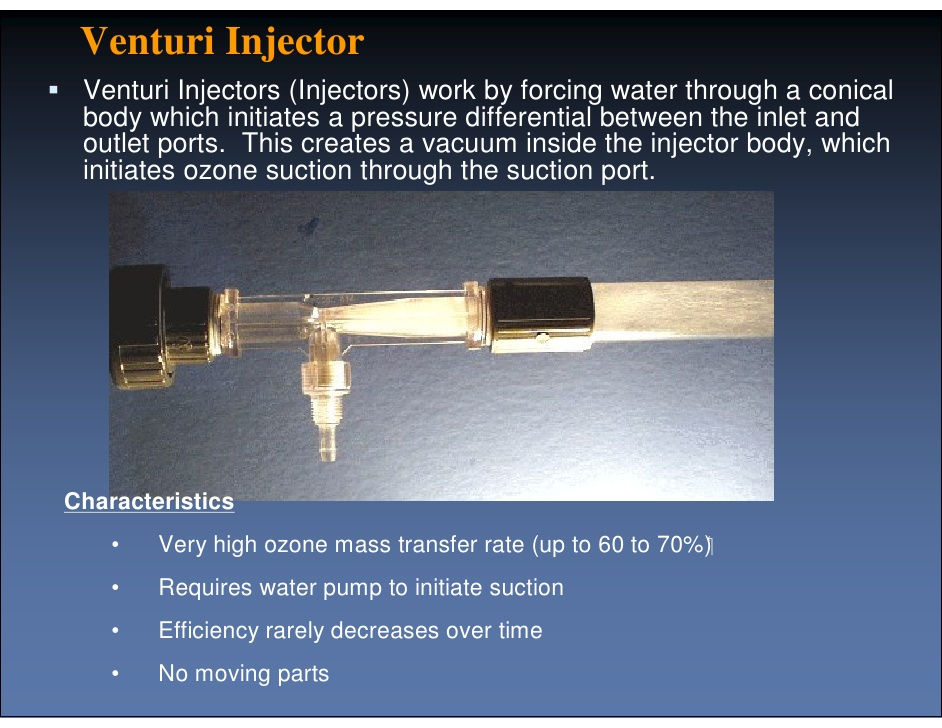 Venturi Injector
▪ Venturi Injectors (Injectors) work by forcing water through a conical
body which initiates a pressure differential between the inlet and
outlet ports.  This creates a vacuum inside the injector body, which
initiates ozone suction through the suction port.
Characteristics
• Very high ozone mass transfer rate (up to 60 to 70%)
• Requires water pump to initiate suction
• Efficiency rarely decreases over time
• No moving parts